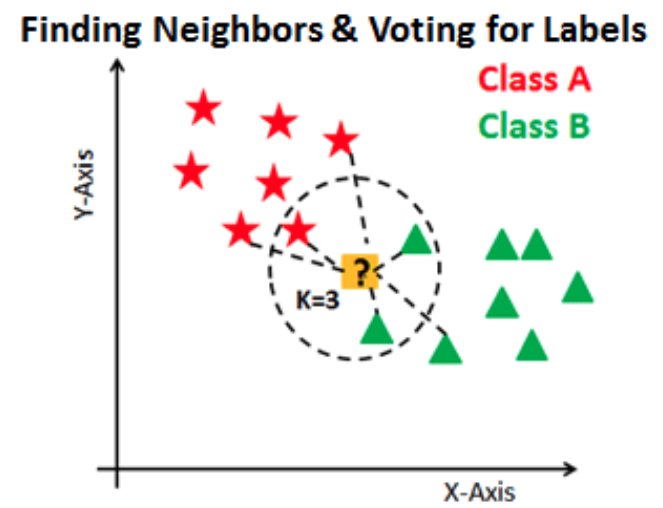 Finding Neighbors & Voting for Labels
Class A
Class B
Y-Axis
?
K=3
X-Axis